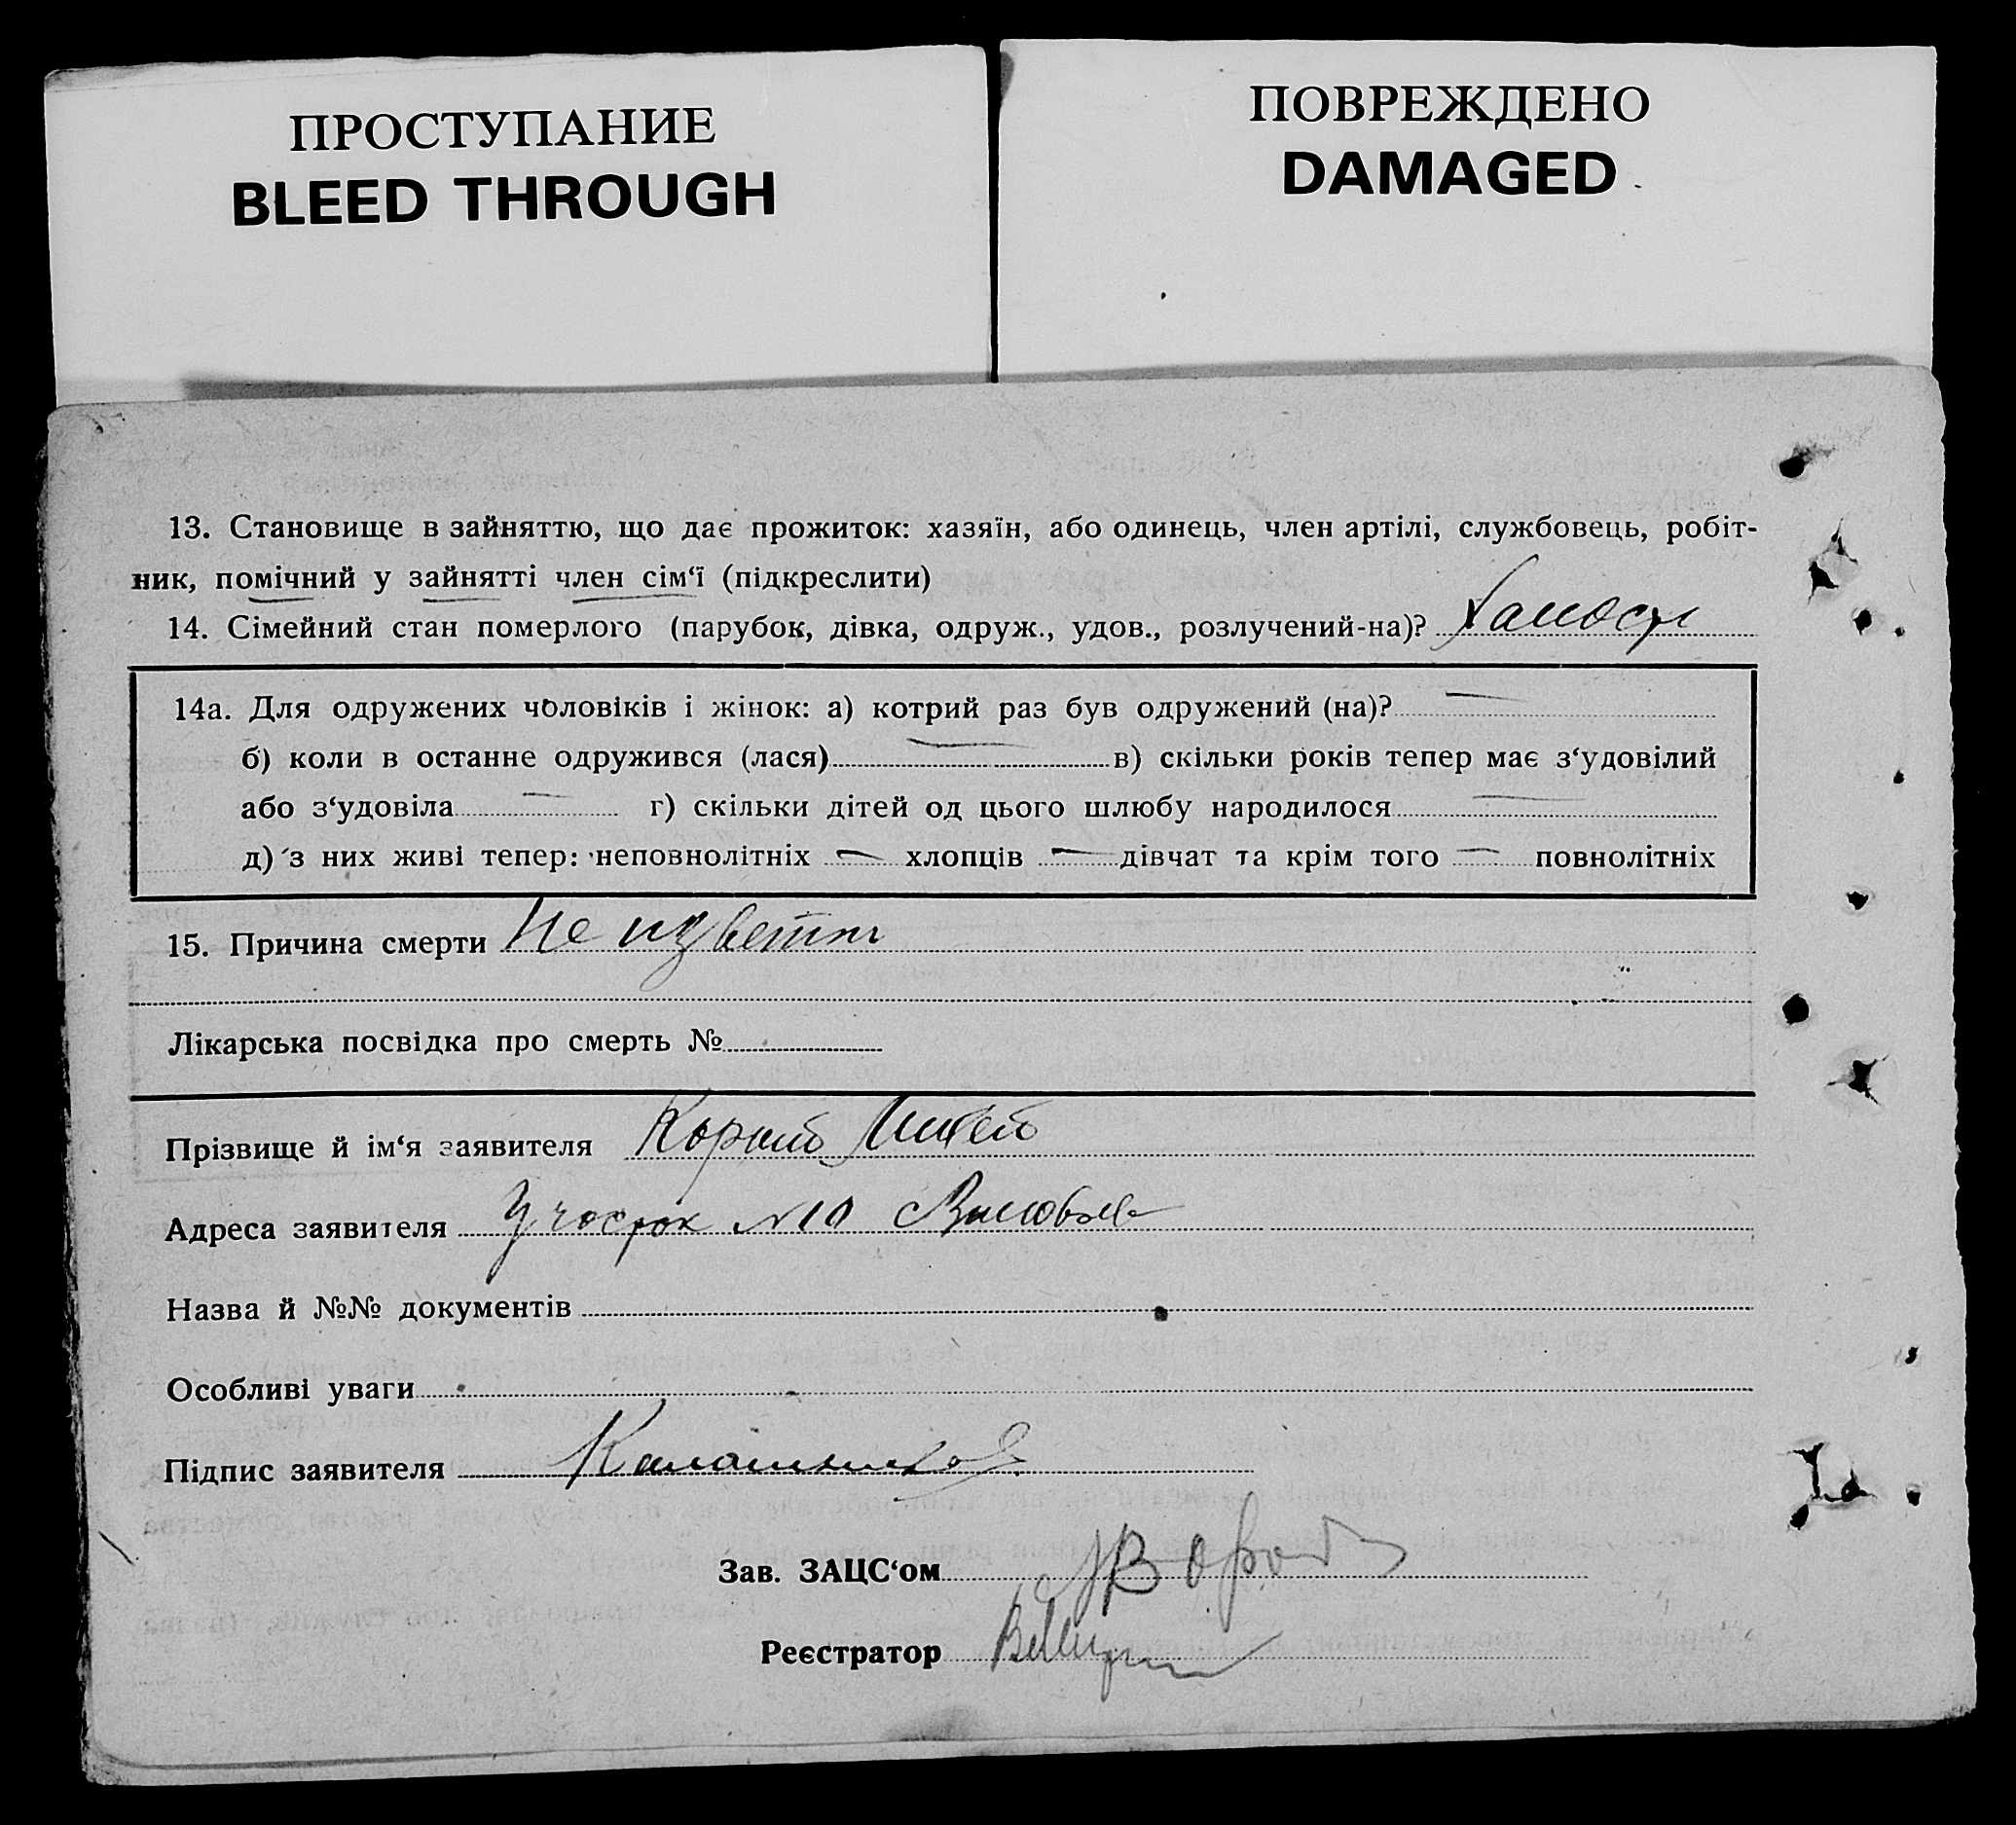 ПРОСТУПАНИЕ
BLEED THROUGH
ПОВРЕЖДЕНО
DAMAGED
13. Становище в зайняттю, що дає прожиток: хазяїн, або одинець, член артілі, службовець, робіт-
ник, помічний у зайнятті член сім‘ї (підкреслити)
14. Сімейний стан померлого (парубок, дівка, одруж., удов., розлучений-на)?
14а. Для одружених чоловіків і жінок: а) котрий раз був одружений (на)? —
б) коли в останне одружився (лася) — в) скільки років тепер має з‘удовілий
або з‘удовіла — г) скільки дітей од цього шлюбу народилося —
д) з них живі тепер: неповнолітніх — хлопців — дівчат та крім того — повнолітніх
15. Причина смерти Не
Лікарська посвідка про смерть №
Прізвище й ім‘я заявителя
Адреса заявителя Участок №10
Назва й №№ документів
Особливі уваги
Підпис заявителя
Зав. ЗАЦС‘ом
Реєстратор